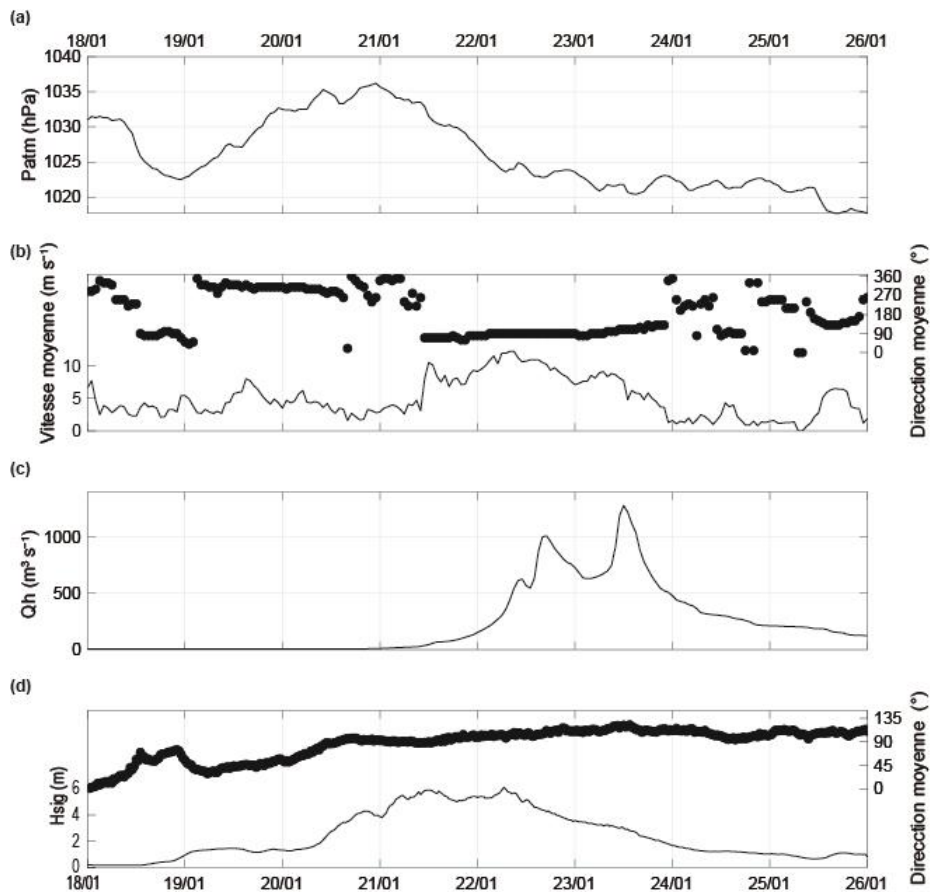 (a)
18/01 19/01 20/01 21/01 22/01 23/01 24/01 25/01 26/01
1040
1035
1030
1025
1020
Patm (hPa)
(b)
Vitesse moyenne (m s⁻¹)
10
5
0
360
270
180
90
0
Direcction moyenne (°)
(c)
Qh (m³ s⁻¹)
1000
500
0
(d)
Hsig (m)
6
4
2
0
135
90
45
0
Direcction moyenne (°)
18/01 19/01 20/01 21/01 22/01 23/01 24/01 25/01 26/01